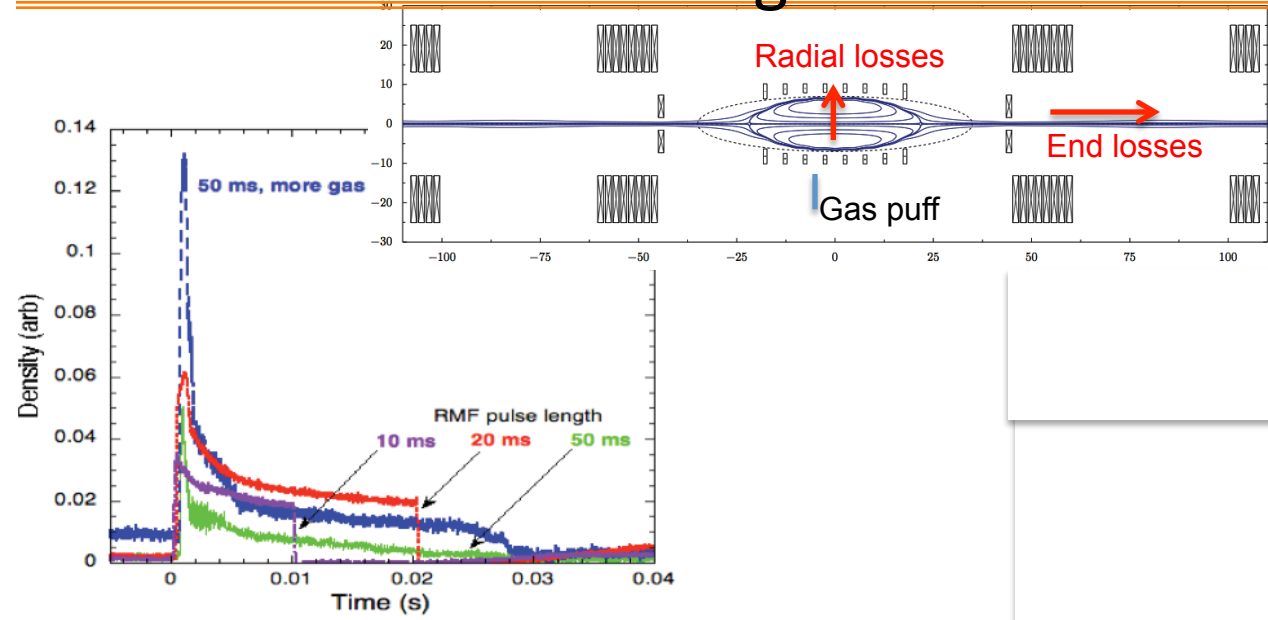 30
20
10
0
−10
−20
−30
Radial losses
End losses
Gas puff
−100 −75 −50 −25 0 25 50 75 100
0.14
0.12
0.1
0.08
0.06
0.04
0.02
0
Density (arb)
50 ms, more gas
RMF pulse length
10 ms 20 ms 50 ms
0 0.01 0.02 0.03 0.04
Time (s)